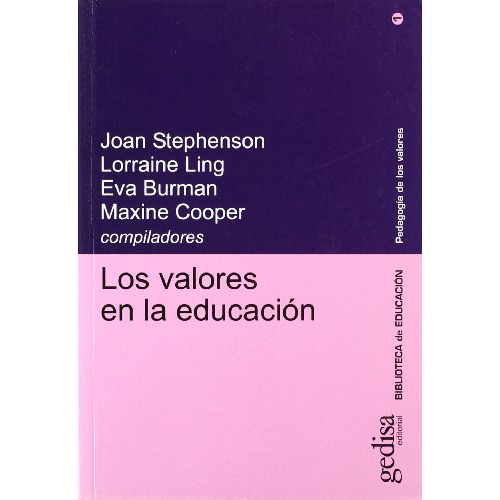 Joan Stephenson
Lorraine Ling
Eva Burman
Maxine Cooper
compiladores
Los valores
en la educación
1
Pedagogía de los valores
BIBLIOTECA de EDUCACIÓN
gedisa
editorial